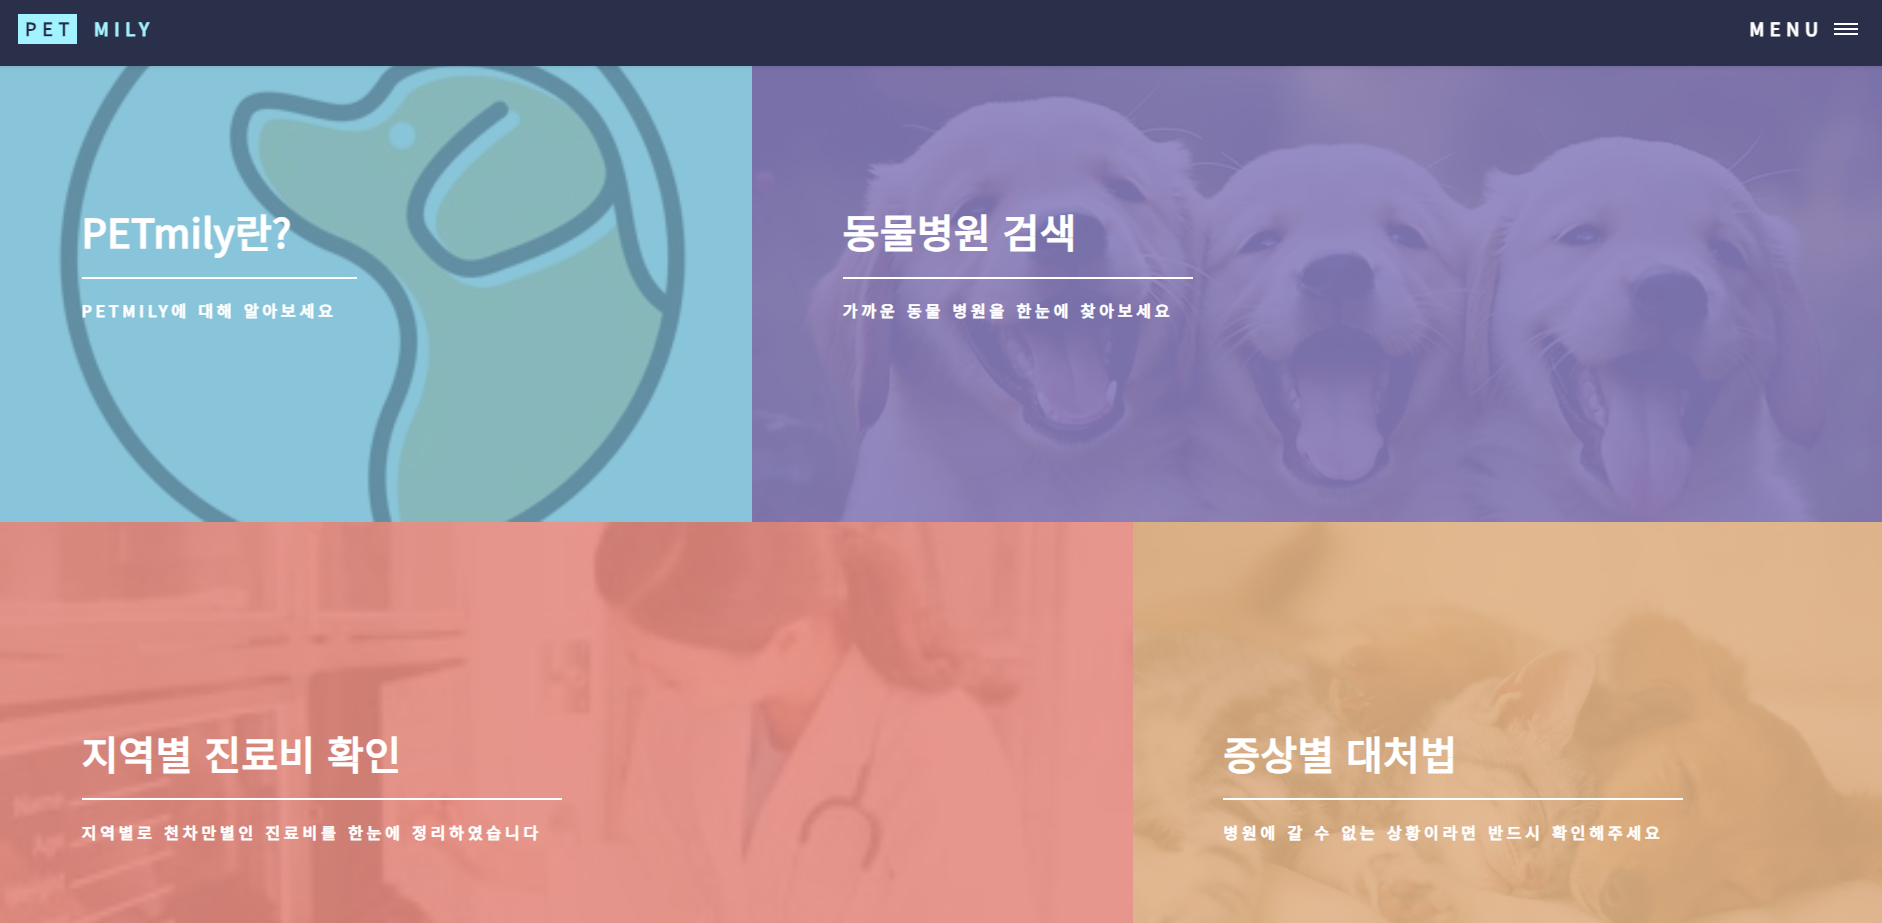 PET MILY
MENU
PETmily란?
PETMILY에 대해 알아보세요
동물병원 검색
가까운 동물 병원을 한눈에 찾아보세요
지역별 진료비 확인
지역별로 천차만별인 진료비를 한눈에 정리하였습니다
증상별 대처법
병원에 갈 수 없는 상황이라면 반드시 확인해주세요
Name
Age